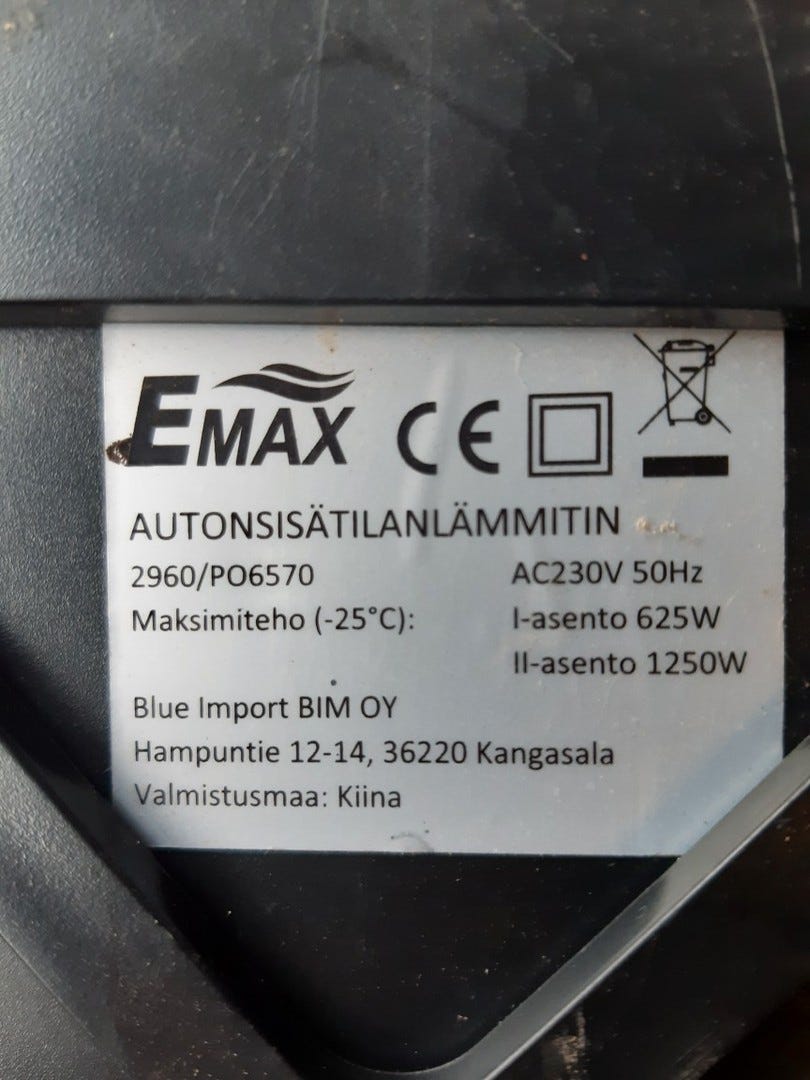 EMAX CE
AUTONSISÄTILANLÄMMITIN
2960/PO6570 AC230V 50Hz
Maksimiteho (-25°C): I-asento 625W
II-asento 1250W
Blue Import BIM OY
Hampuntie 12-14, 36220 Kangasala
Valmistusmaa: Kiina